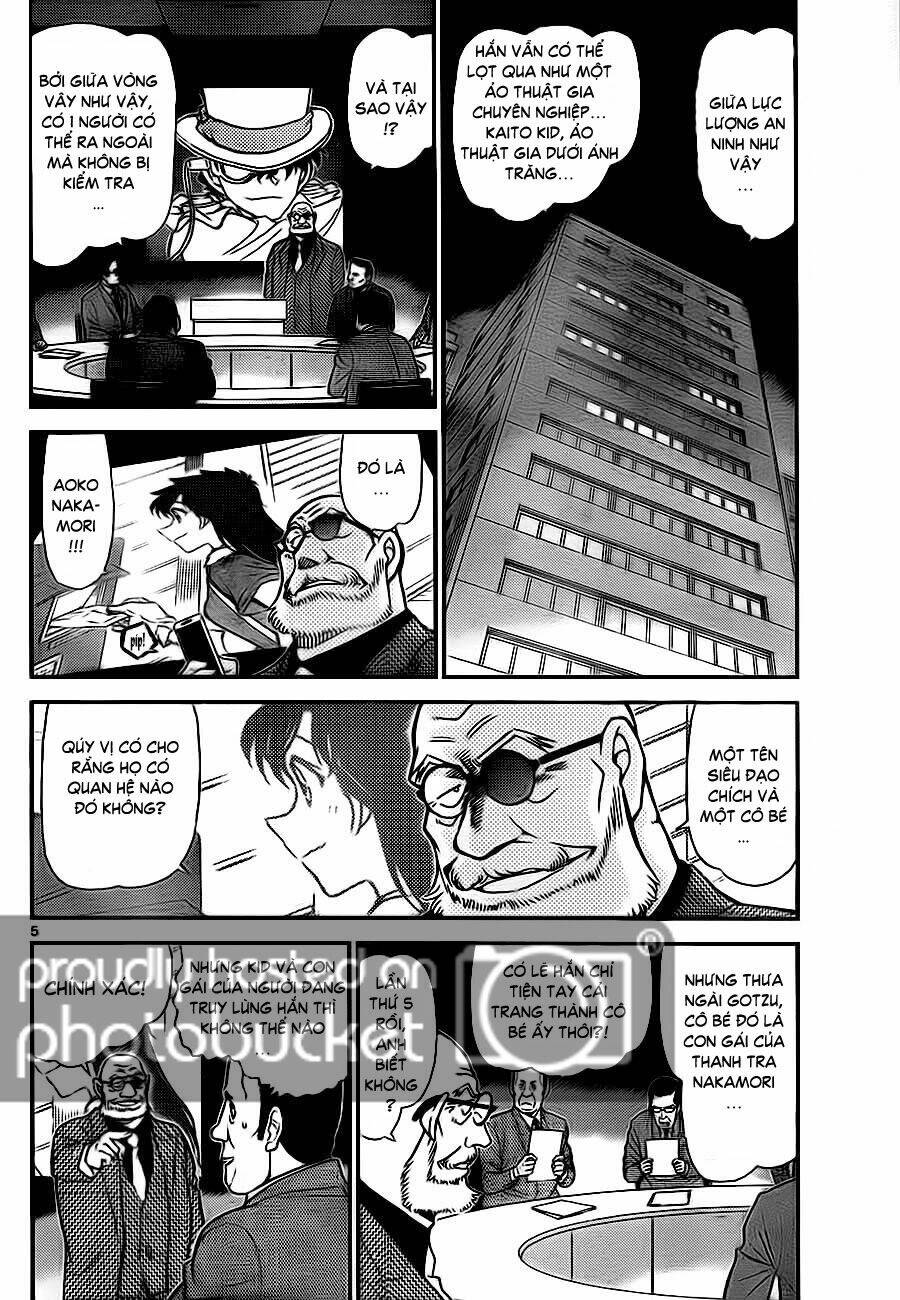 GIỮA LỰC
LƯỢNG AN
NINH NHƯ
VẬY
...
HẮN VẪN CÓ THỂ
LỌT QUA NHƯ MỘT
ẢO THUẬT GIA
CHUYÊN NGHIỆP...
KAITO KID, ẢO
THUẬT GIA DƯỚI ÁNH
TRĂNG...
VÀ TẠI
SAO VẬY
!?
BỞI GIỮA VÒNG
VÂY NHƯ VẬY,
CÓ 1 NGƯỜI CÓ
THỂ RA NGOÀI
MÀ KHÔNG BỊ
KIỂM TRA
...
ĐÓ LÀ
...
AOKO
NAKA-
MORI
!!!
pip!
MỘT TÊN
SIÊU ĐẠO
CHÍCH VÀ
MỘT CÔ BÉ
...
QÚY VỊ CÓ CHO
RẰNG HỌ CÓ
QUAN HỆ NÀO
ĐÓ KHÔNG?
5
NHƯNG THƯA
NGÀI GOTZU,
CÔ BÉ ĐÓ LÀ
CON GÁI CỦA
THANH TRA
NAKAMORI
...
CÓ LẼ HẮN CHỈ
TIỆN TAY CẢI
TRANG THÀNH CÔ
BÉ ẤY THÔI?!
LẦN
THỨ 5
RỒI,
ANH
BIẾT
KHÔNG
?
NHƯNG KID VÀ CON
GÁI CỦA NGƯỜI ĐANG
TRUY LÙNG HẮN THÌ
KHÔNG THỂ NÀO
...
CHÍNH XÁC!
proudly hosted on
photobucket
®